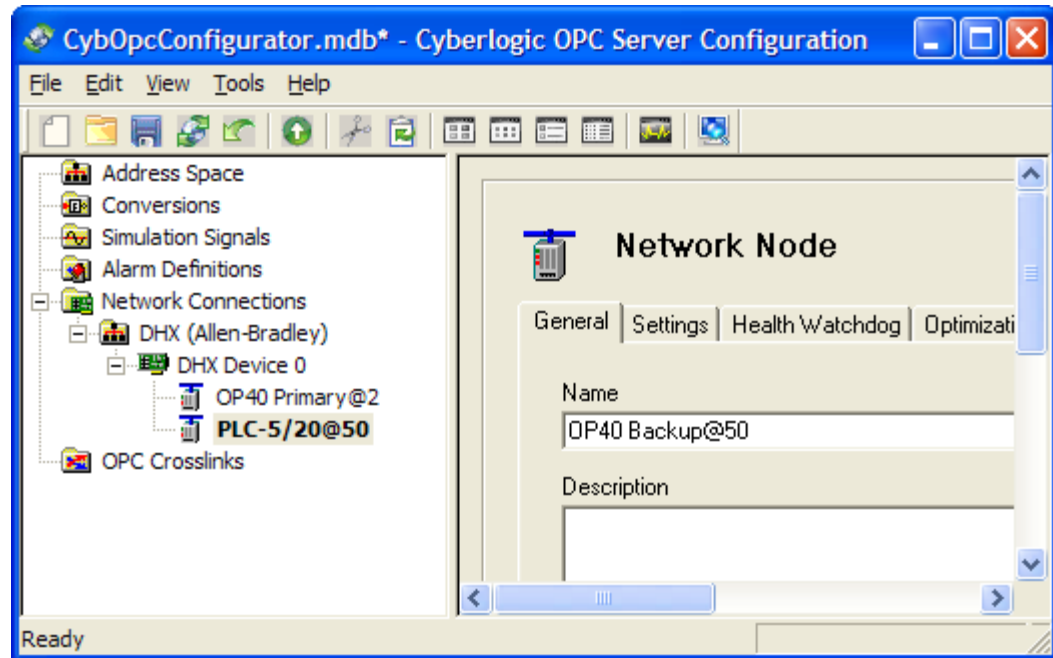 CybOpcConfigurator.mdb* - Cyberlogic OPC Server Configuration
File Edit View Tools Help
Address Space
Conversions
Simulation Signals
Alarm Definitions
Network Connections
DHX (Allen-Bradley)
DHX Device 0
OP40 Primary@2
PLC-5/20@50
OPC Crosslinks
Network Node
General Settings Health Watchdog Optimizati
Name
OP40 Backup@50
Description
Ready